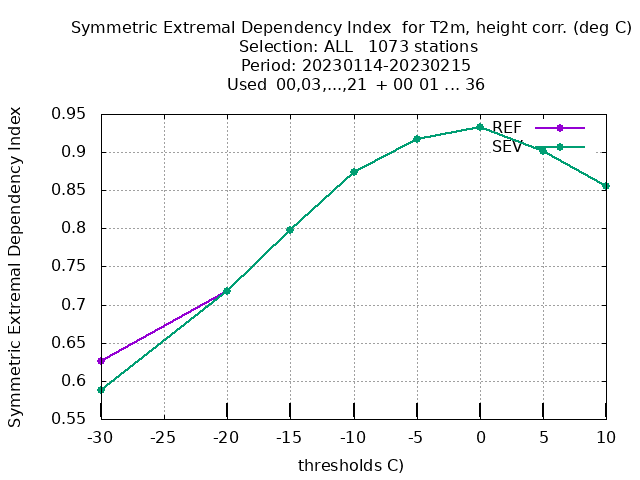 Symmetric Extremal Dependency Index  for T2m, height corr. (deg C)
Selection: ALL   1073 stations
Period: 20230114-20230215
Used  00,03,...,21  + 00 01 ... 36
Symmetric Extremal Dependency Index
0.95
0.9
0.85
0.8
0.75
0.7
0.65
0.6
0.55
REF
SEV
-30 -25 -20 -15 -10 -5 0 5 10
thresholds C)